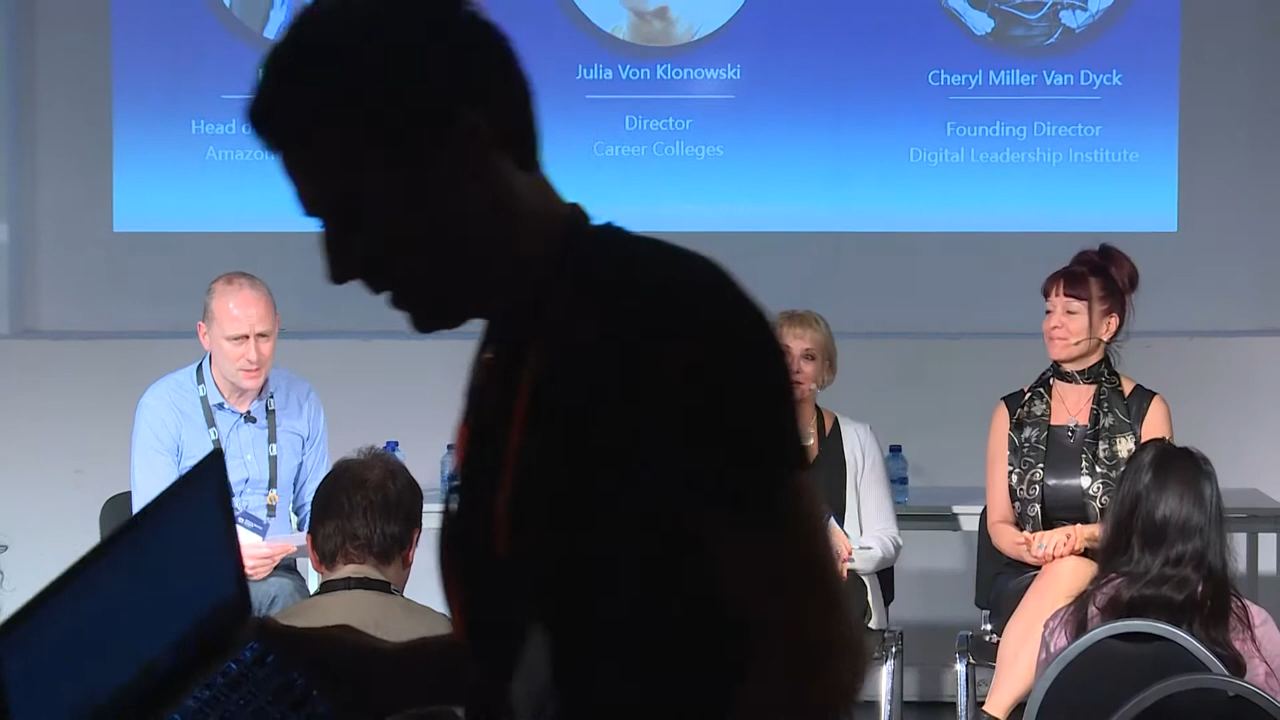 Julia Von Klonowski
Director
Career Colleges
Cheryl Miller Van Dyck
Founding Director
Digital Leadership Institute
Head
Amazon